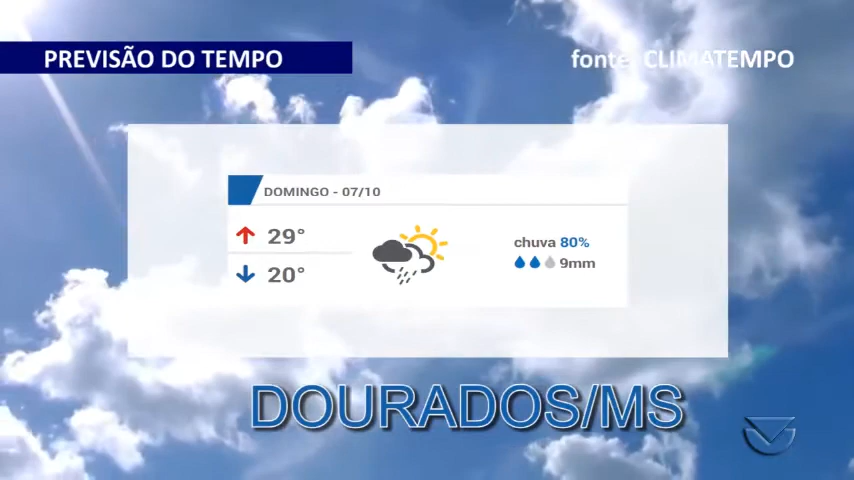 PREVISÃO DO TEMPO
fonte: CLIMATEMPO
DOMINGO - 07/10
29°
20°
chuva 80%
9mm
DOURADOS/MS